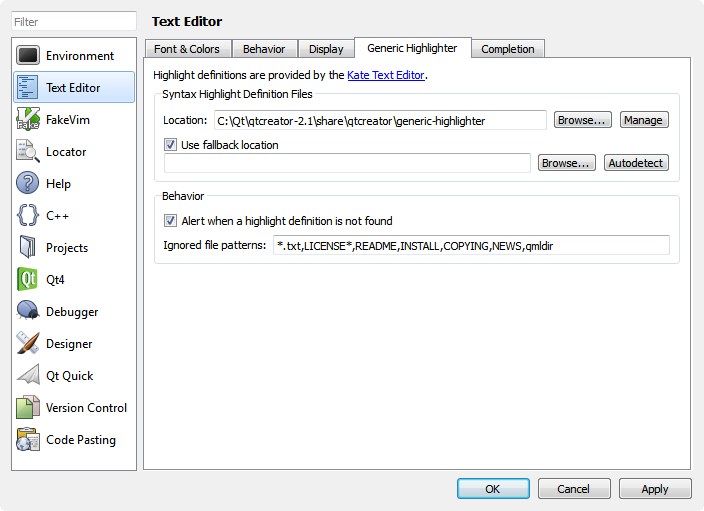 Filter
Environment
Text Editor
FakeVim
Locator
Help
C++
Projects
Qt4
Debugger
Designer
Qt Quick
Version Control
Code Pasting
Text Editor
Font & Colors Behavior Display Generic Highlighter Completion
Highlight definitions are provided by the Kate Text Editor.
Syntax Highlight Definition Files
Location: C:\Qt\qtcreator-2.1\share\qtcreator\generic-highlighter Browse... Manage
Use fallback location
Browse... Autodetect
Behavior
Alert when a highlight definition is not found
Ignored file patterns: *.txt,LICENSE*,README,INSTALL,COPYING,NEWS,qmldir
OK Cancel Apply